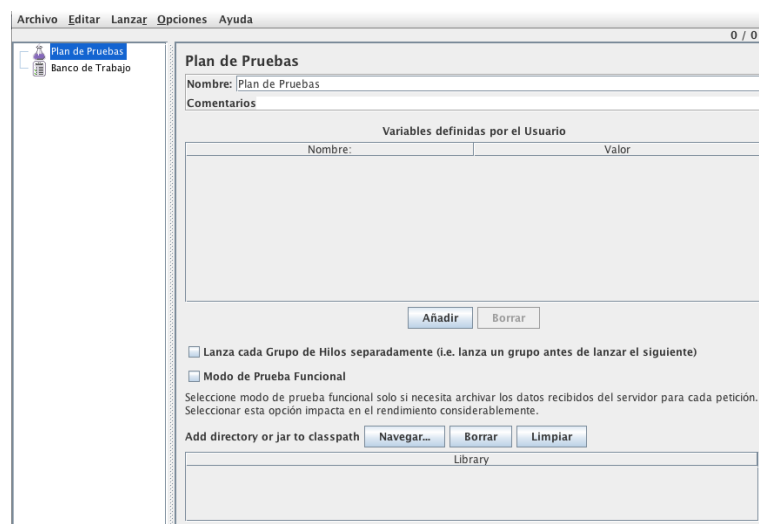 Archivo Editar Lanzar Opciones Ayuda
0 / 0
Plan de Pruebas
Banco de Trabajo
Plan de Pruebas
Nombre: Plan de Pruebas
Comentarios
Variables definidas por el Usuario
Nombre: Valor
Añadir Borrar
Lanza cada Grupo de Hilos separadamente (i.e. lanza un grupo antes de lanzar el siguiente)
Modo de Prueba Funcional
Seleccione modo de prueba funcional solo si necesita archivar los datos recibidos del servidor para cada petición.
Seleccionar esta opción impacta en el rendimiento considerablemente.
Add directory or jar to classpath Navegar... Borrar Limpiar
Library